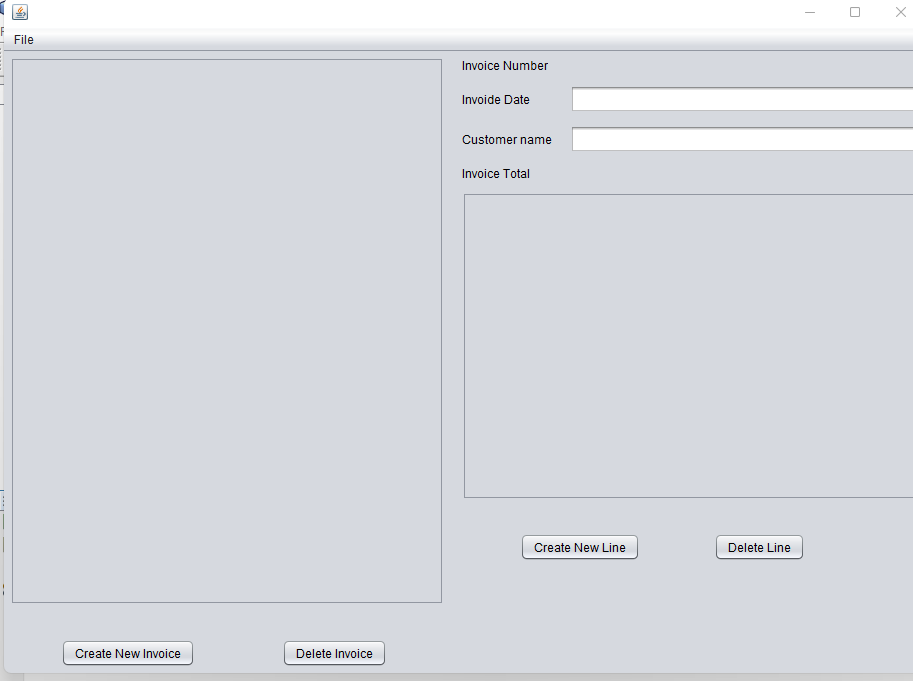 File
Invoice Number
Invoide Date
Customer name
Invoice Total
Create New Line
Delete Line
Create New Invoice
Delete Invoice